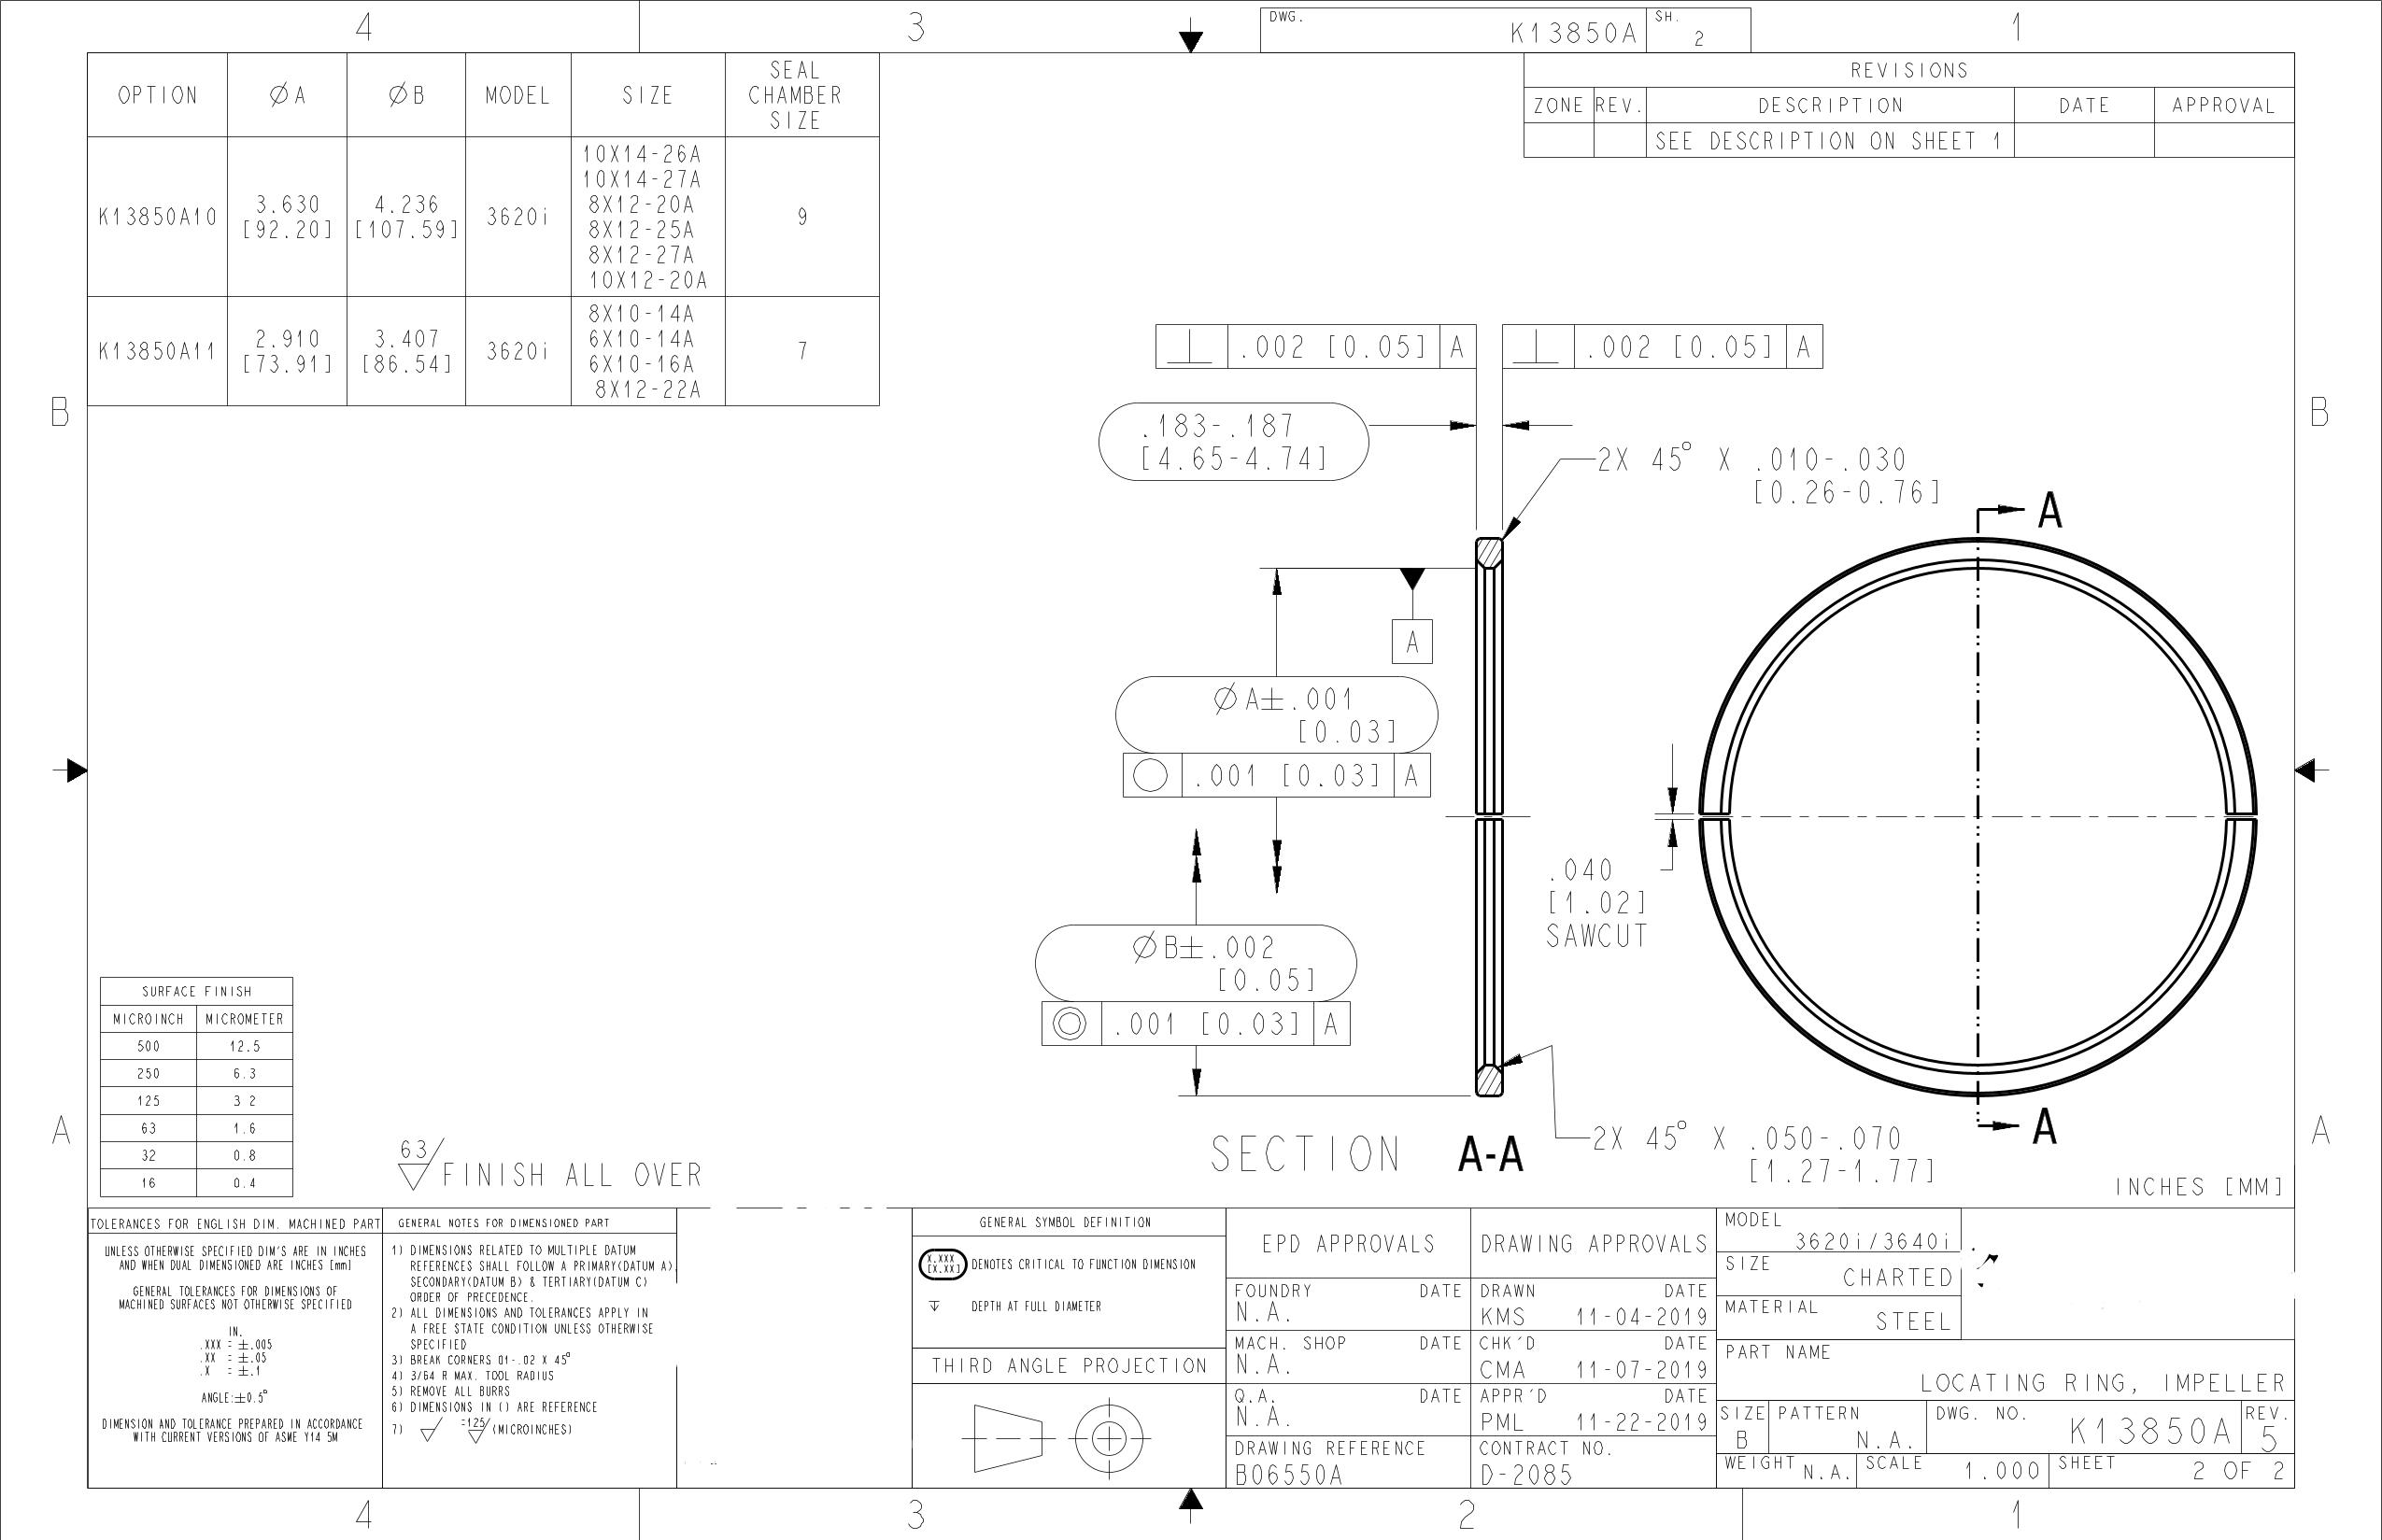 4
3
DWG.
K13850A
SH.
2
1
OPTION
ØA
ØB
MODEL
SIZE
SEAL
CHAMBER
SIZE
K13850A10
3.630
[92.20]
4.236
[107.59]
3620i
10X14-26A
10X14-27A
8X12-20A
8X12-25A
8X12-27A
10X12-20A
9
K13850A11
2.910
[73.91]
3.407
[86.54]
3620i
8X10-14A
6X10-14A
6X10-16A
8X12-22A
7
REVISIONS
ZONE REV. DESCRIPTION DATE APPROVAL
SEE DESCRIPTION ON SHEET 1
B
B
⊥ .002 [0.05] A
⊥ .002 [0.05] A
.183-.187
[4.65-4.74]
2X 45° X .010-.030
[0.26-0.76]
A
A
ØA±.001
[0.03]
○ .001 [0.03] A
.040
[1.02]
SAWCUT
ØB±.002
[0.05]
◎ .001 [0.03] A
A
2X 45° X .050-.070
[1.27-1.77]
SECTION A-A
INCHES [MM]
A
A
SURFACE FINISH
MICROINCH MICROMETER
500 12.5
250 6.3
125 3 2
63 1.6
32 0.8
16 0.4
63
FINISH ALL OVER
TOLERANCES FOR ENGLISH DIM. MACHINED PART
UNLESS OTHERWISE SPECIFIED DIM'S ARE IN INCHES
AND WHEN DUAL DIMENSIONED ARE INCHES [mm]
GENERAL TOLERANCES FOR DIMENSIONS OF
MACHINED SURFACES NOT OTHERWISE SPECIFIED
IN.
.XXX = ±.005
.XX = ±.05
.X = ±.1
ANGLE:±0.5°
DIMENSION AND TOLERANCE PREPARED IN ACCORDANCE
WITH CURRENT VERSIONS OF ASME Y14 5M
GENERAL NOTES FOR DIMENSIONED PART
1) DIMENSIONS RELATED TO MULTIPLE DATUM
REFERENCES SHALL FOLLOW A PRIMARY(DATUM A),
SECONDARY(DATUM B) & TERTIARY(DATUM C)
ORDER OF PRECEDENCE.
2) ALL DIMENSIONS AND TOLERANCES APPLY IN
A FREE STATE CONDITION UNLESS OTHERWISE
SPECIFIED
3) BREAK CORNERS 01-.02 X 45°
4) 3/64 R MAX. TOOL RADIUS
5) REMOVE ALL BURRS
6) DIMENSIONS IN () ARE REFERENCE
7) =125 (MICROINCHES)
GENERAL SYMBOL DEFINITION
X.XXX
[X.XX]
DENOTES CRITICAL TO FUNCTION DIMENSION
DEPTH AT FULL DIAMETER
THIRD ANGLE PROJECTION
EPD APPROVALS
FOUNDRY DATE
N.A.
MACH. SHOP DATE
N.A.
Q.A. DATE
N.A.
DRAWING REFERENCE
B06550A
DRAWING APPROVALS
DRAWN DATE
KMS 11-04-2019
CHK'D DATE
CMA 11-07-2019
APPR'D DATE
PML 11-22-2019
CONTRACT NO.
D-2085
MODEL
3620i/3640i
SIZE
CHARTED
MATERIAL
STEEL
PART NAME
LOCATING RING, IMPELLER
SIZE
B
PATTERN
N.A.
DWG. NO.
K13850A
REV.
5
WEIGHT N.A.
SCALE 1.000
SHEET 2 OF 2
4
3
2
1